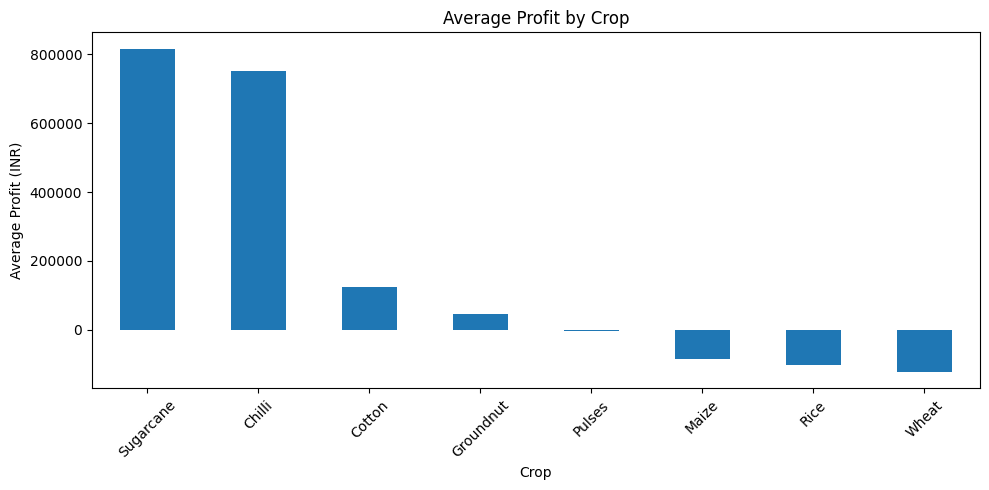 Average Profit by Crop
Average Profit (INR)
800000
600000
400000
200000
0
Sugarcane
Chilli
Cotton
Groundnut
Pulses
Maize
Rice
Wheat
Crop